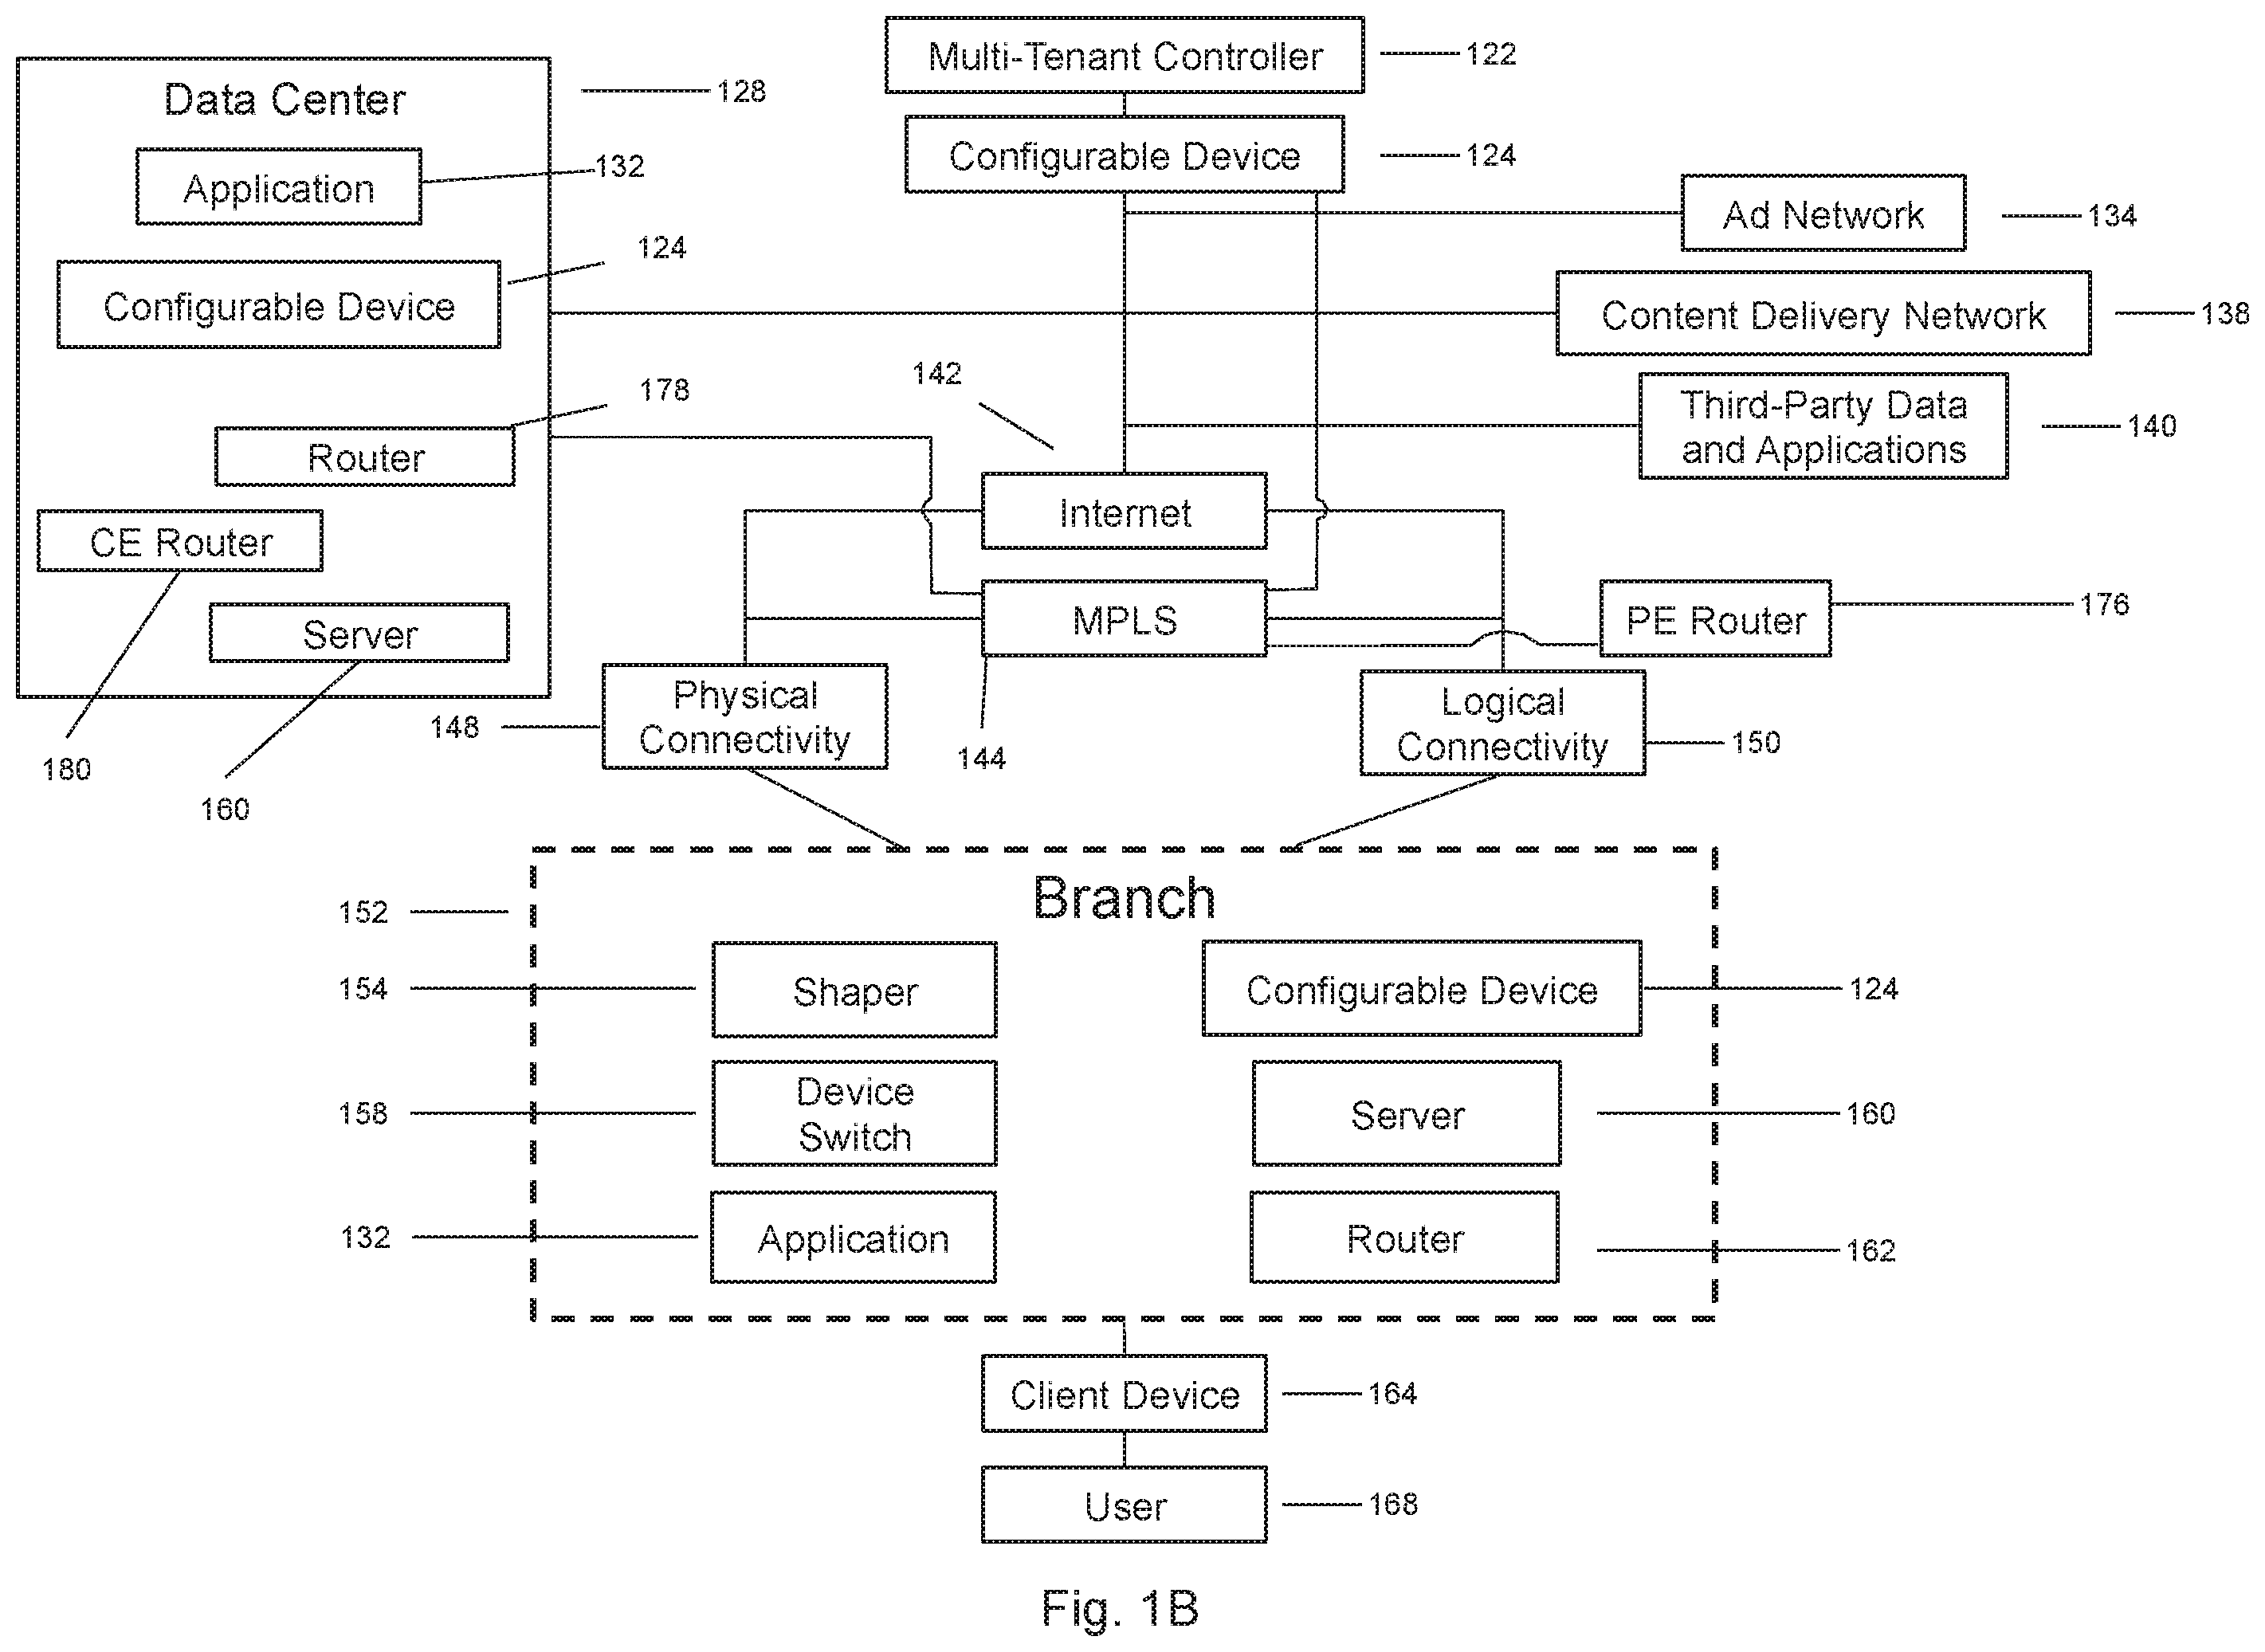 Multi-Tenant Controller
122
Data Center
128
Configurable Device
124
Application
132
Ad Network
134
124
Configurable Device
Content Delivery Network
138
142
178
Third-Party Data
and Applications
140
Router
Internet
CE Router
MPLS
PE Router
176
Server
Physical
Connectivity
148
144
Logical
Connectivity
150
180
160
Branch
152
154
Shaper
Configurable Device
124
158
Device
Switch
Server
160
132
Application
Router
162
Client Device
164
User
168
Fig. 1B